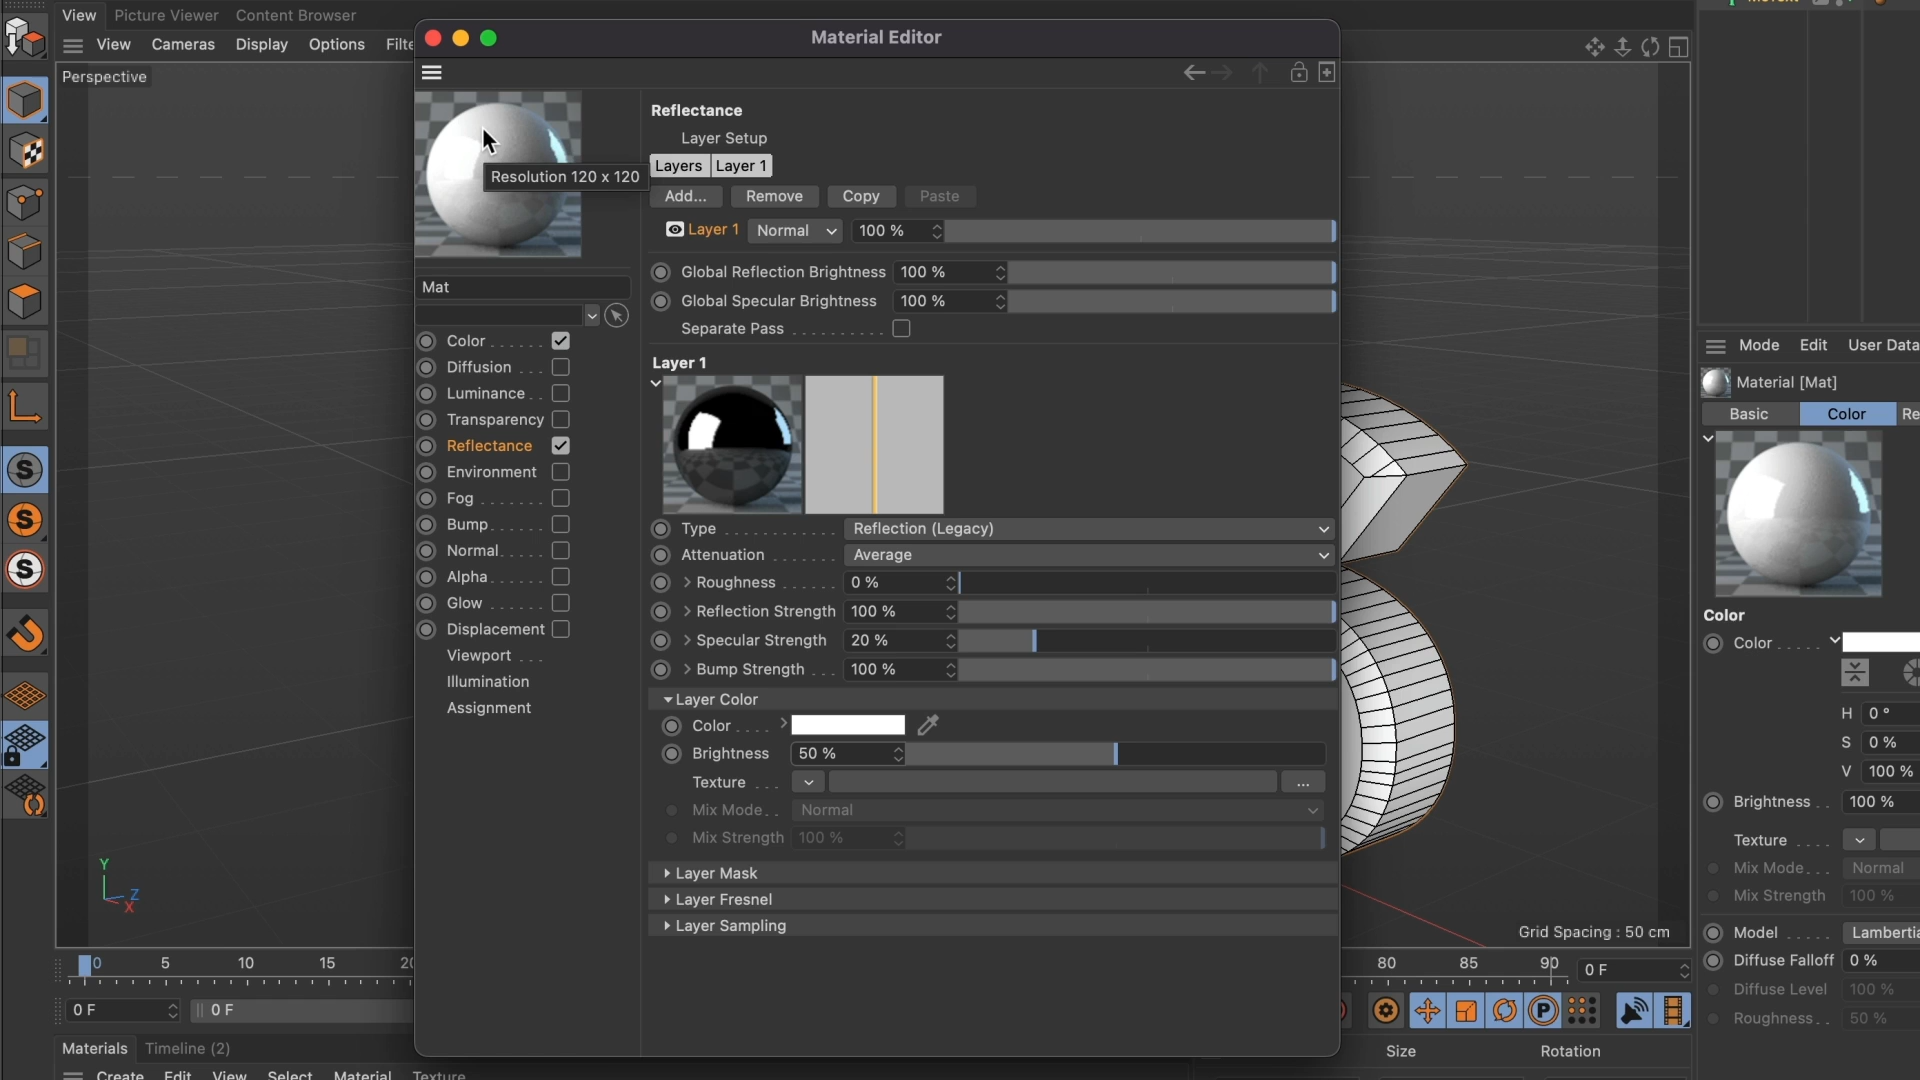 View Picture Viewer Content Browser
View Cameras Display Options Filte
Perspective
Material Editor
Resolution 120 x 120
Mat
Color
Diffusion
Luminance
Transparency
Reflectance
Environment
Fog
Bump
Normal
Alpha
Glow
Displacement
Viewport
Illumination
Assignment
Reflectance
Layer Setup
Layers Layer 1
Add... Remove Copy Paste
Layer 1 Normal 100 %
Global Reflection Brightness 100 %
Global Specular Brightness 100 %
Separate Pass
Layer 1
Type Reflection (Legacy)
Attenuation Average
Roughness 0 %
Reflection Strength 100 %
Specular Strength 20 %
Bump Strength 100 %
Layer Color
Color
Brightness 50 %
Texture ...
Mix Mode Normal
Mix Strength 100 %
Layer Mask
Layer Fresnel
Layer Sampling
Y
Z
X
Grid Spacing : 50 cm
0 5 10 15 20 80 85 90 0 F
0 F 0 F
P
S
S
S
Materials Timeline (2)
Create Edit View Select Material Texture
Size Rotation
Mode Edit User Data
Material [Mat]
Basic Color Re
Color
Color
H 0 °
S 0 %
V 100 %
Brightness 100 %
Texture
Mix Mode Normal
Mix Strength 100 %
Model Lambertia
Diffuse Falloff 0 %
Diffuse Level 100 %
Roughness 50 %